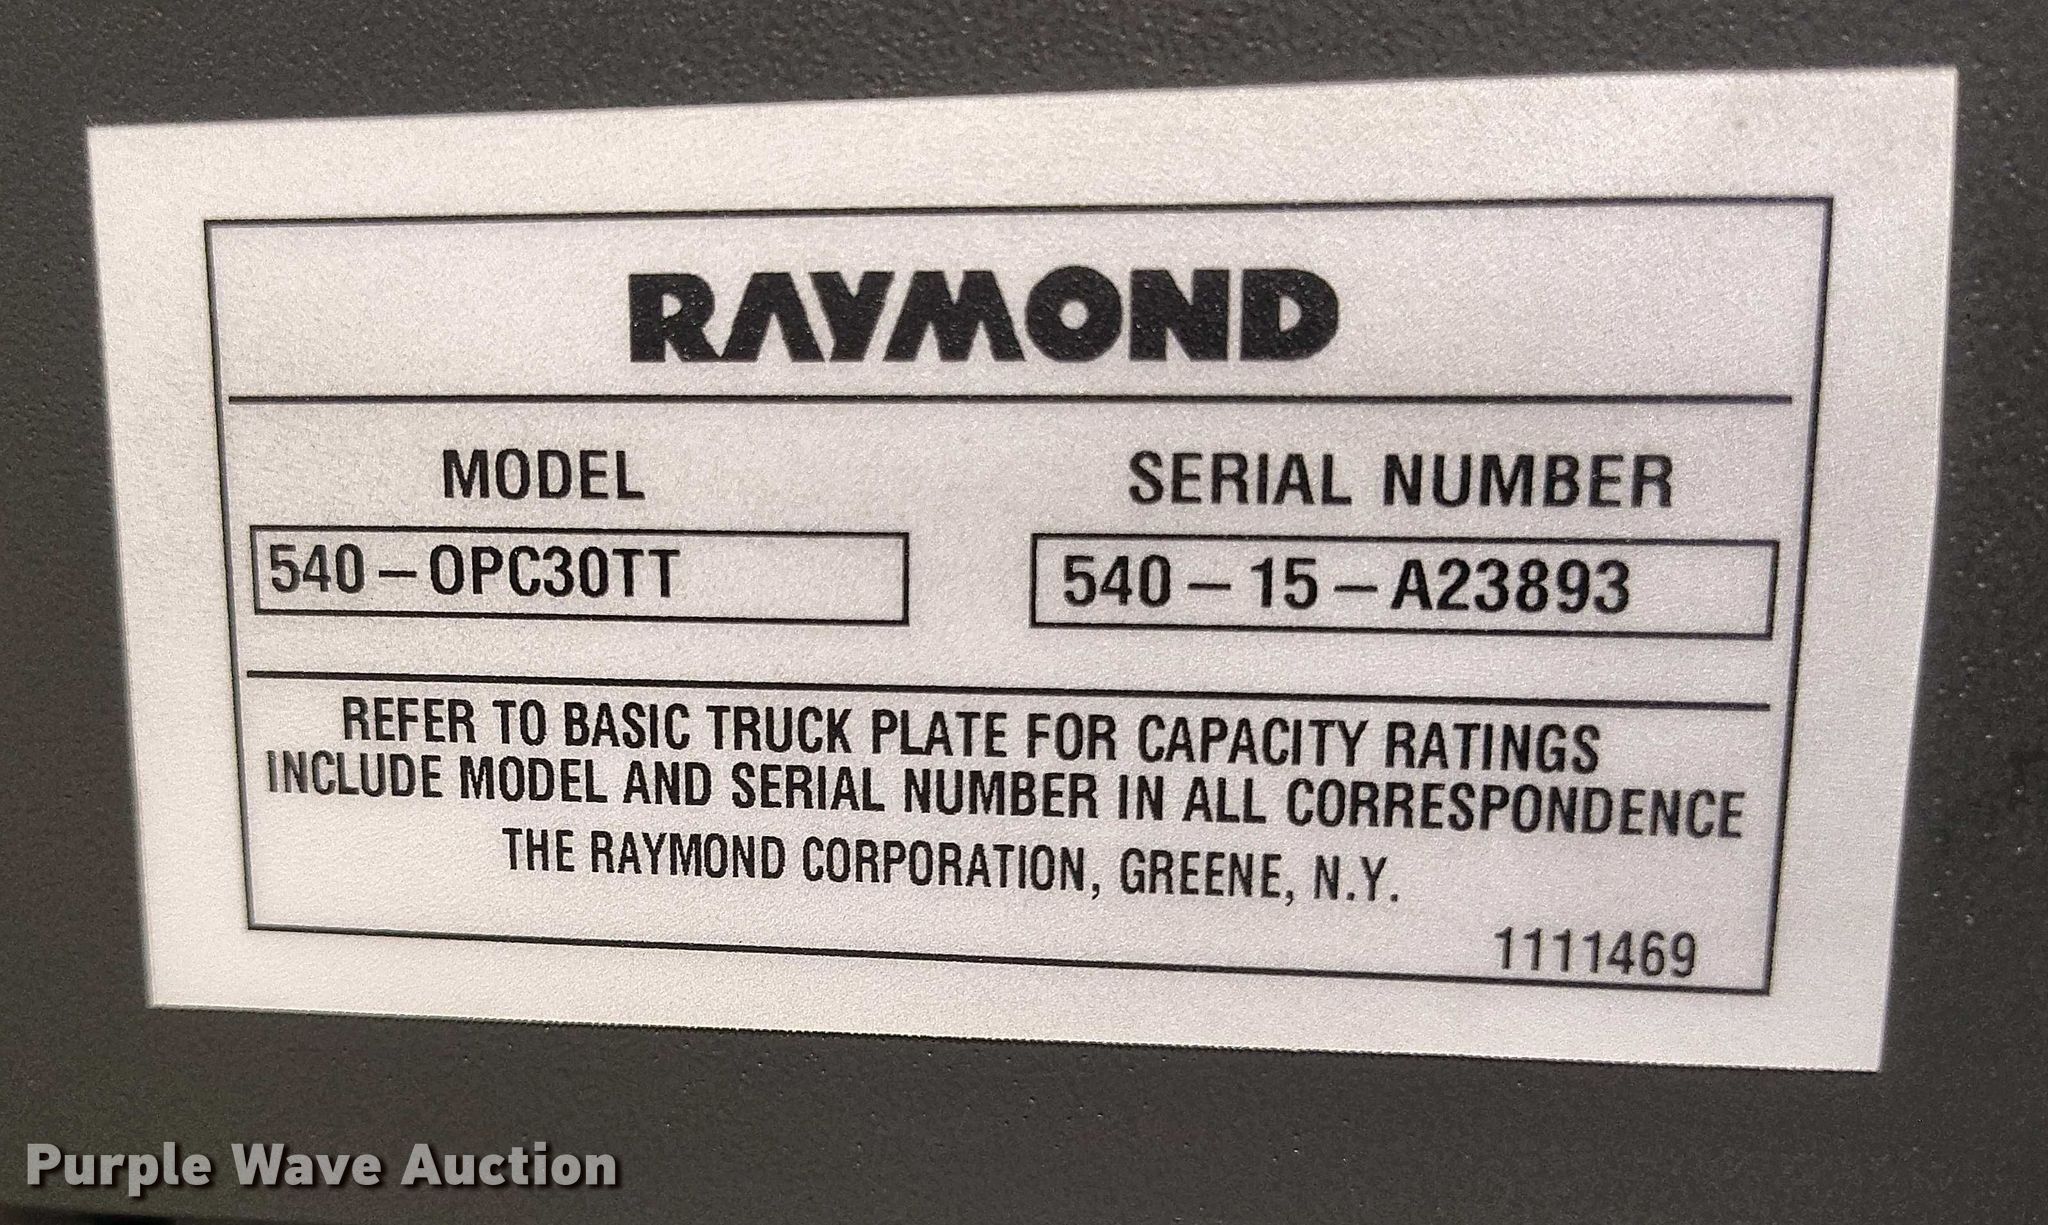 RAYMOND
MODEL
SERIAL NUMBER
540-OPC30TT
540-15-A23893
REFER TO BASIC TRUCK PLATE FOR CAPACITY RATINGS
INCLUDE MODEL AND SERIAL NUMBER IN ALL CORRESPONDENCE
THE RAYMOND CORPORATION, GREENE, N.Y.
1111469
Purple Wave Auction